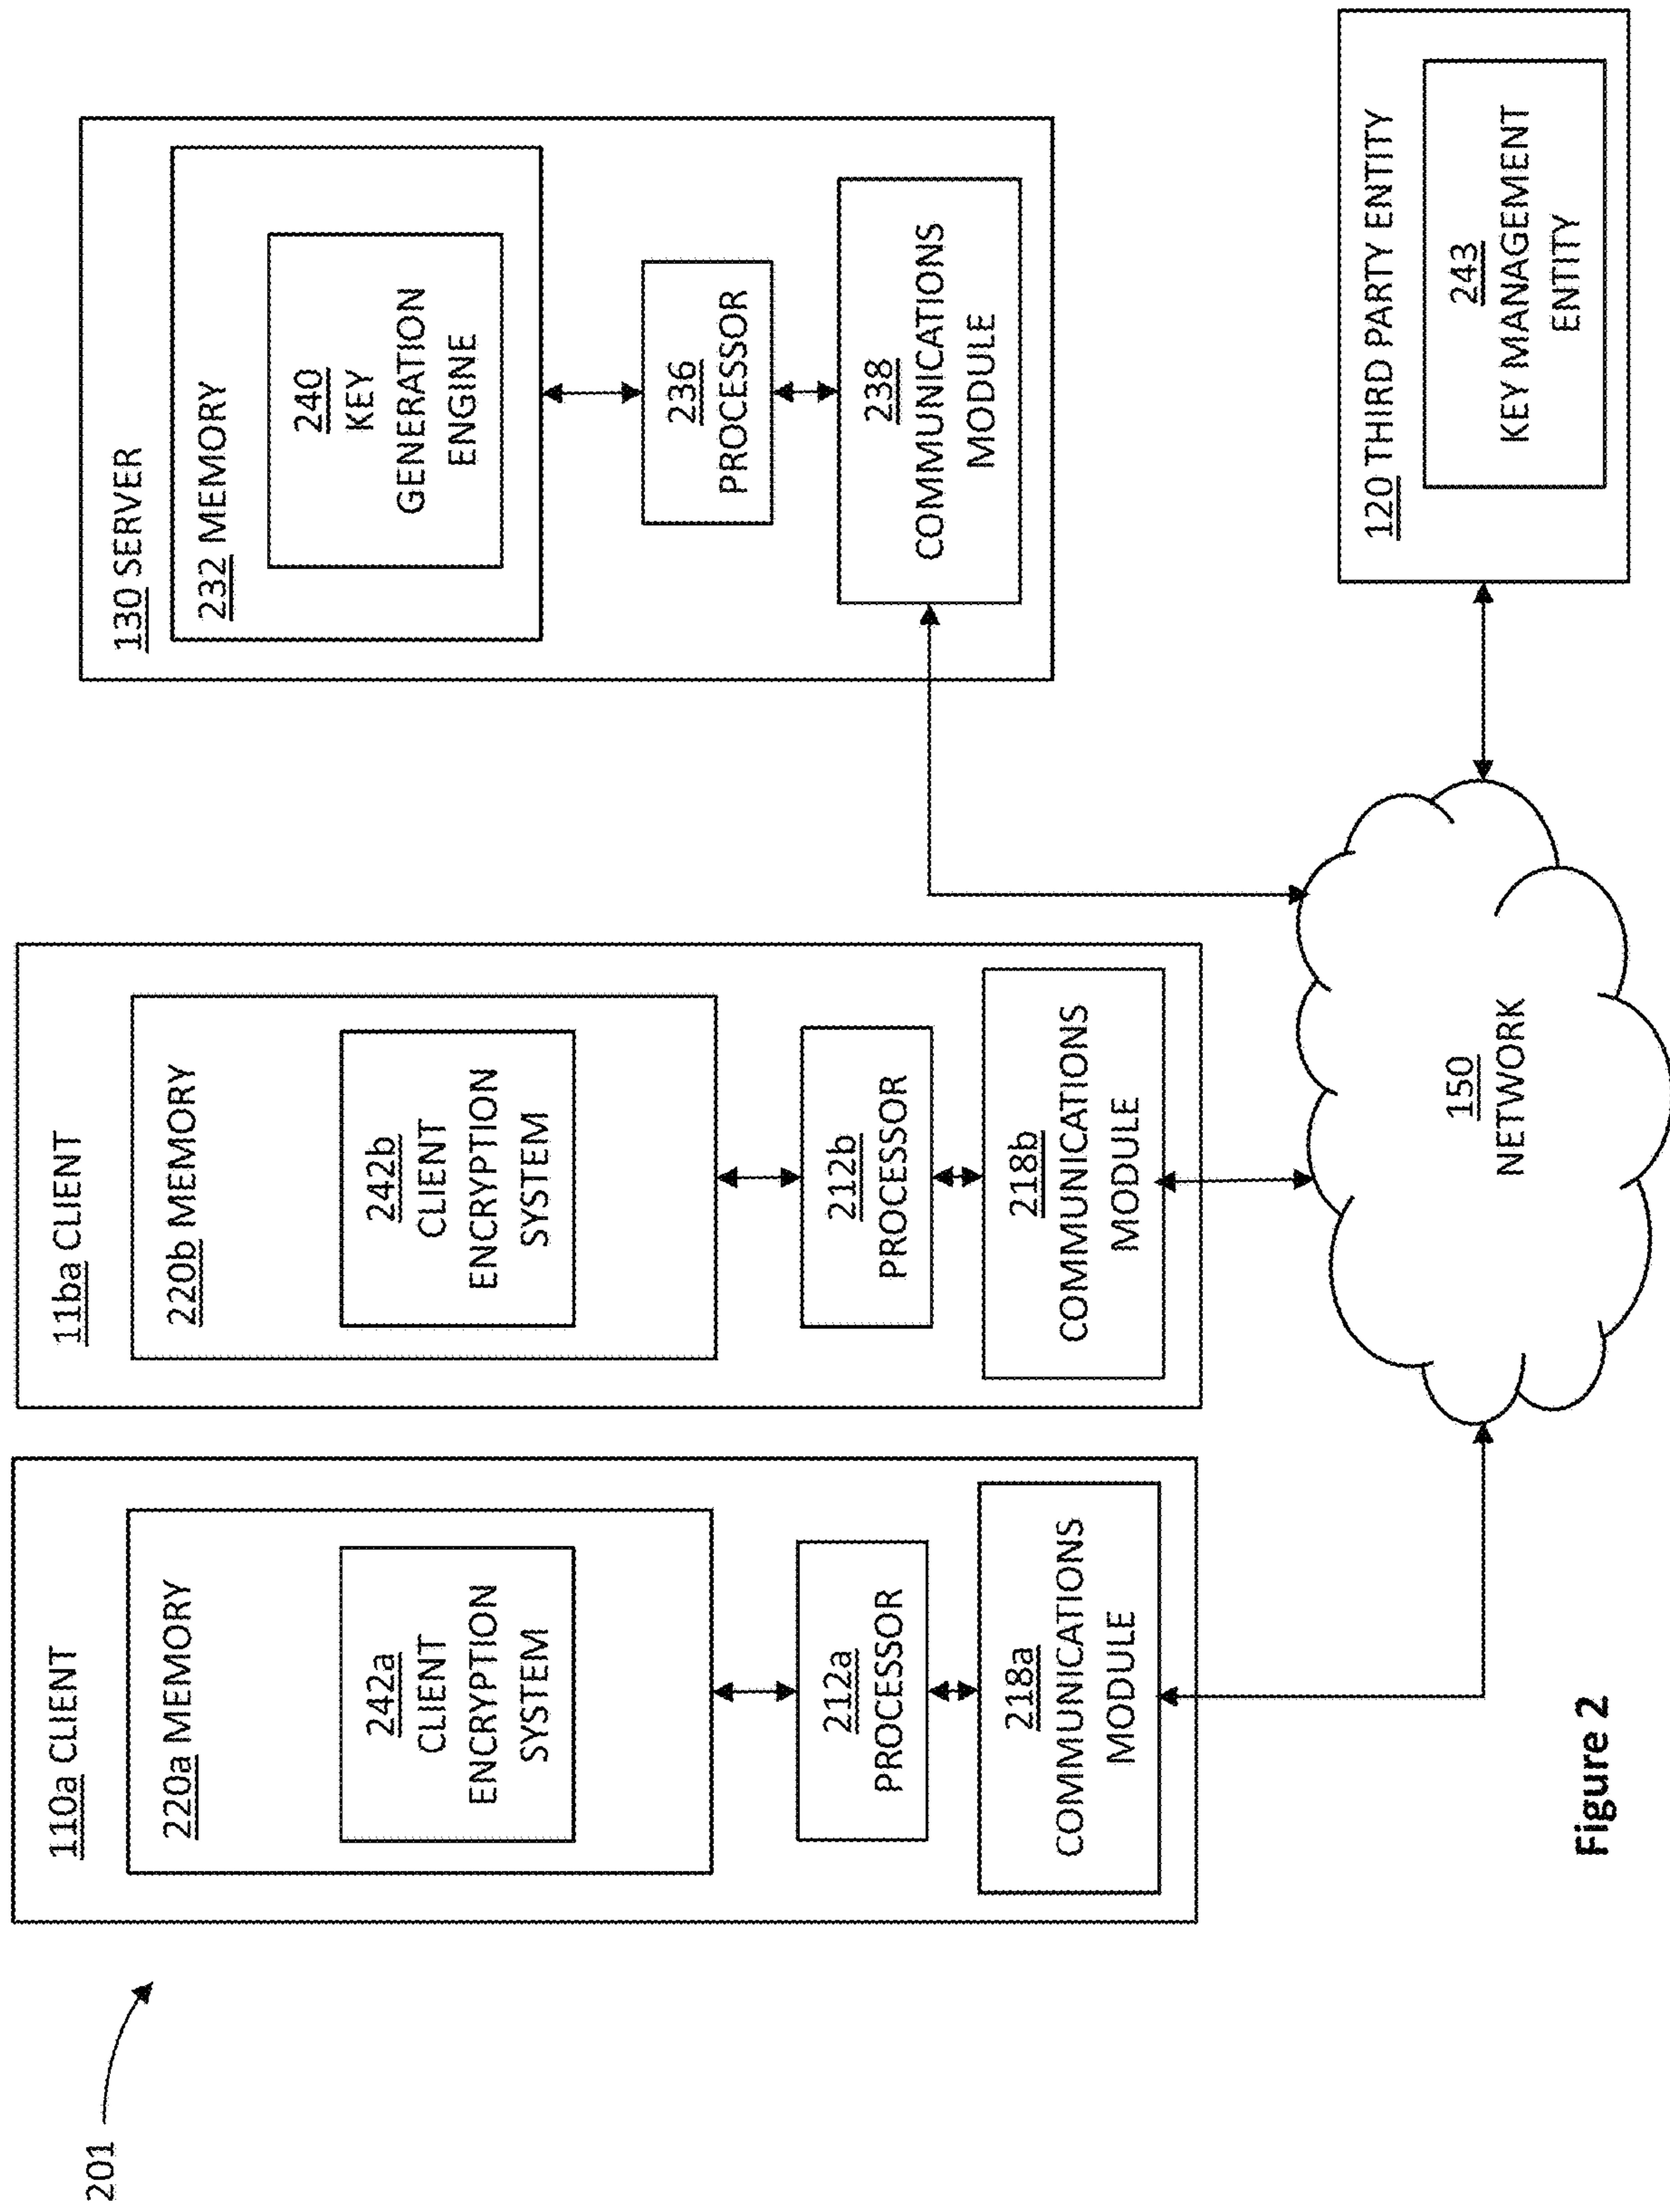 201
110a CLIENT
220a MEMORY
242a
CLIENT
ENCRYPTION
SYSTEM
212a
PROCESSOR
218a
COMMUNICATIONS
MODULE
11ba CLIENT
220b MEMORY
242b
CLIENT
ENCRYPTION
SYSTEM
212b
PROCESSOR
218b
COMMUNICATIONS
MODULE
130 SERVER
232 MEMORY
240
KEY
GENERATION
ENGINE
236
PROCESSOR
238
COMMUNICATIONS
MODULE
150
NETWORK
120 THIRD PARTY ENTITY
243
KEY MANAGEMENT
ENTITY
Figure 2